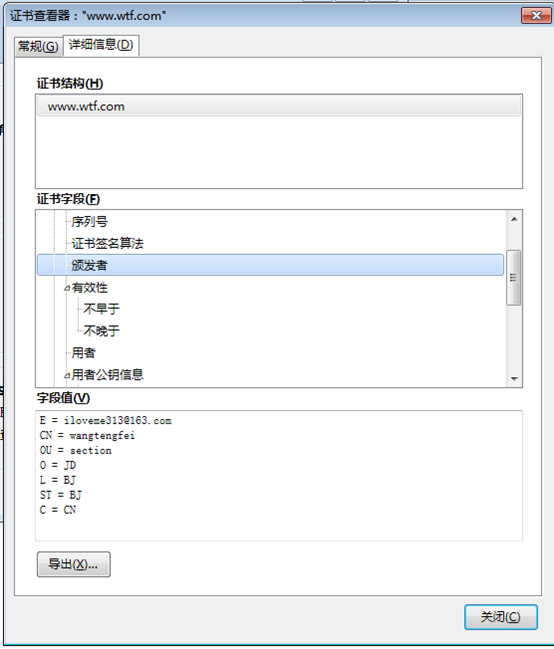 证书查看器："www.wtf.com"
常规(G)
详细信息(D)
证书结构(H)
www.wtf.com
证书字段(F)
序列号
证书签名算法
颁发者
有效性
不早于
不晚于
用者
用者公钥信息
字段值(V)
E = iloveme313@163.com
CN = wangtengfei
OU = section
O = JD
L = BJ
ST = BJ
C = CN
导出(X)...
关闭(C)